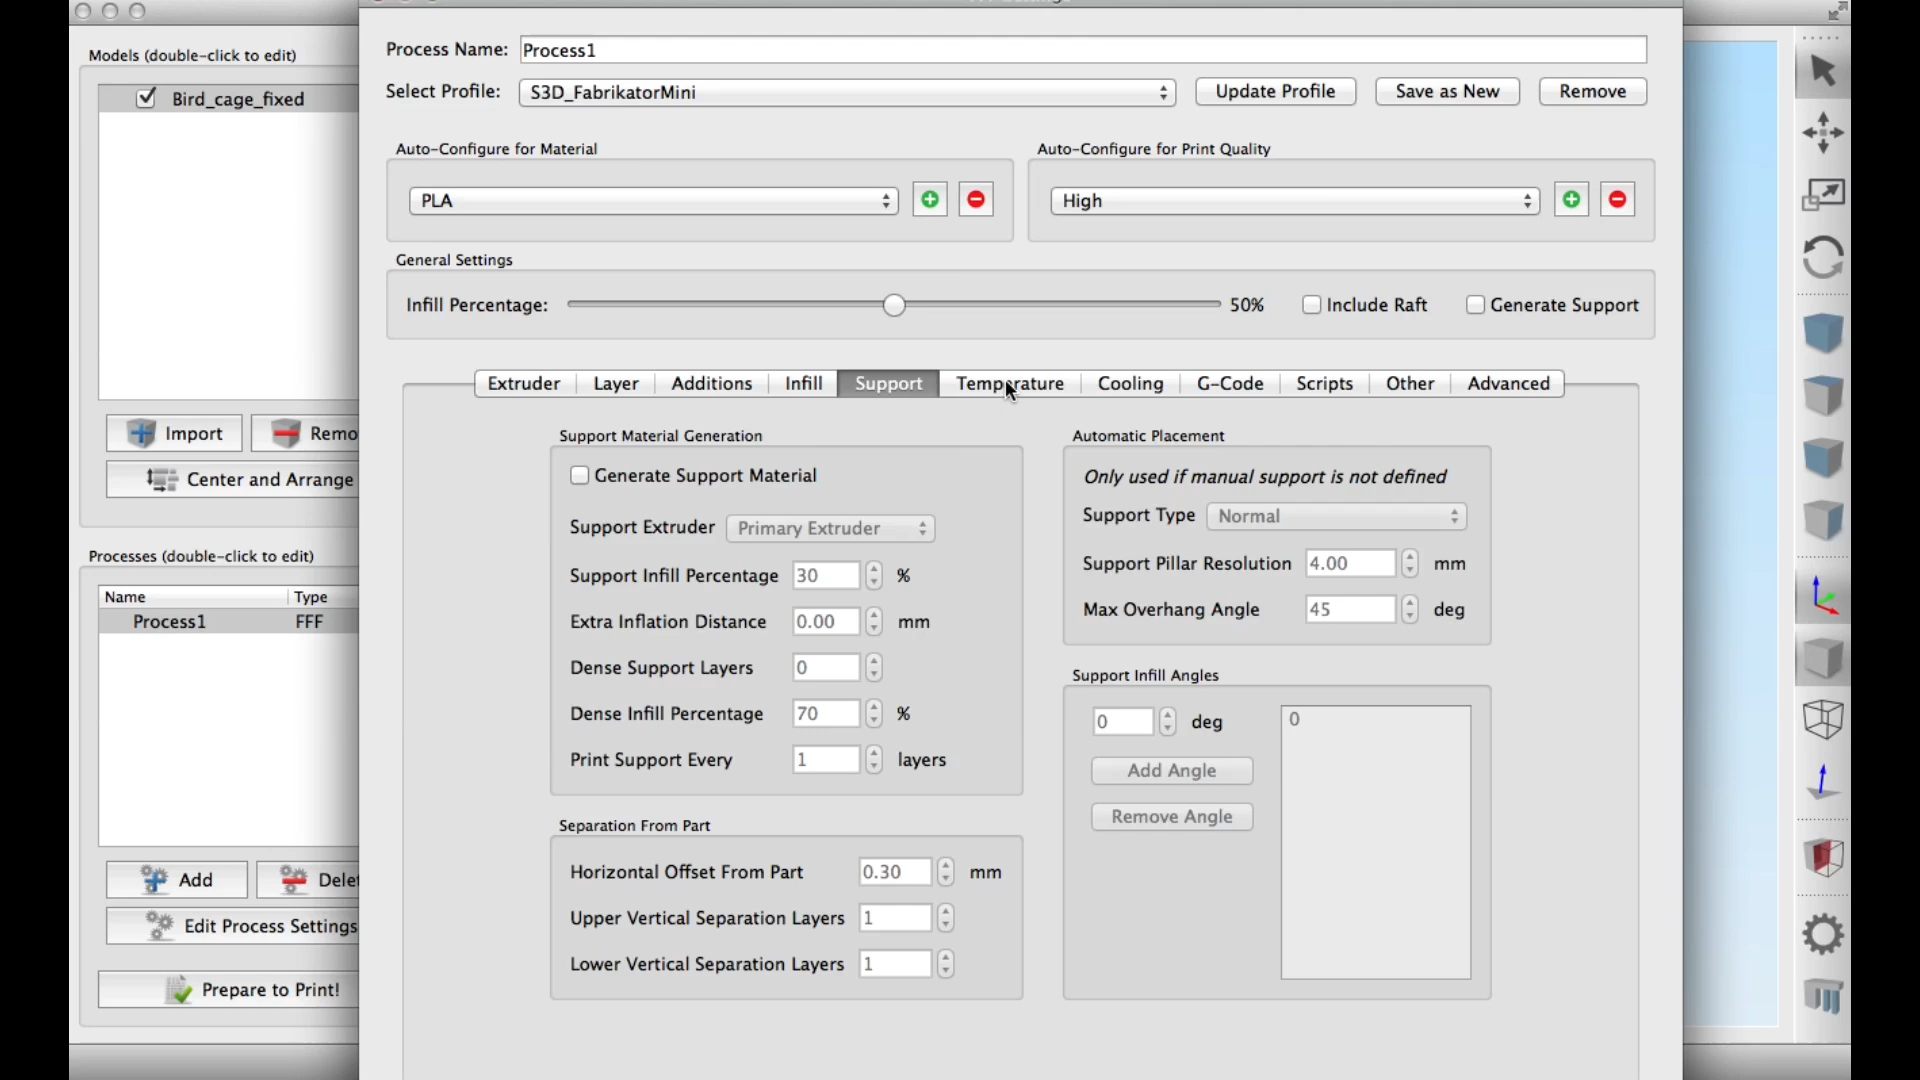 Models (double-click to edit)
Bird_cage_fixed
Import
Remo
Center and Arrange
Processes (double-click to edit)
Name Type
Process1 FFF
Add
Delet
Edit Process Settings
Prepare to Print!
Process Name: Process1
Select Profile: S3D_FabrikatorMini Update Profile Save as New Remove
Auto-Configure for Material
PLA
Auto-Configure for Print Quality
High
General Settings
Infill Percentage: 50% Include Raft Generate Support
Extruder Layer Additions Infill Support Temperature Cooling G-Code Scripts Other Advanced
Support Material Generation
Generate Support Material
Support Extruder Primary Extruder
Support Infill Percentage 30 %
Extra Inflation Distance 0.00 mm
Dense Support Layers 0
Dense Infill Percentage 70 %
Print Support Every 1 layers
Separation From Part
Horizontal Offset From Part 0.30 mm
Upper Vertical Separation Layers 1
Lower Vertical Separation Layers 1
Automatic Placement
Only used if manual support is not defined
Support Type Normal
Support Pillar Resolution 4.00 mm
Max Overhang Angle 45 deg
Support Infill Angles
0 deg 0
Add Angle
Remove Angle